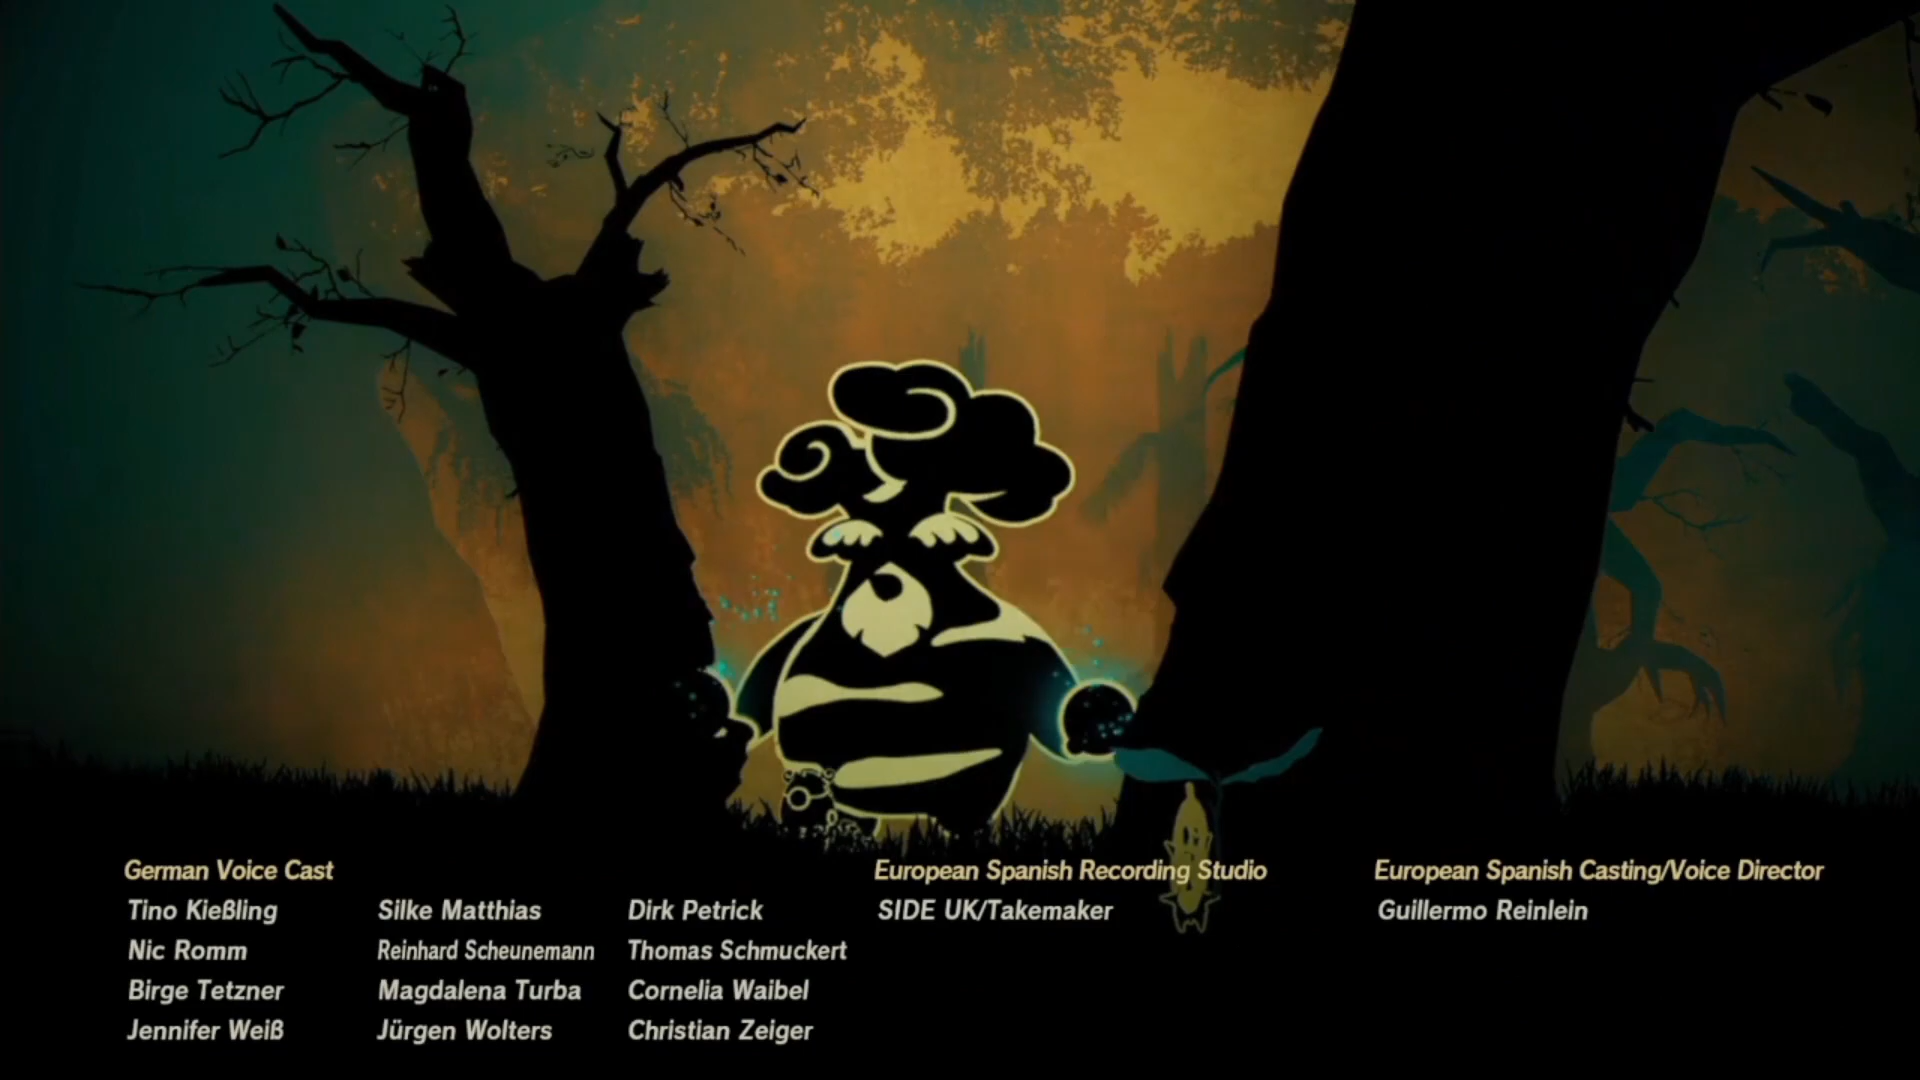 German Voice Cast
Tino Kießling
Nic Romm
Birge Tetzner
Jennifer Weiß
Silke Matthias
Reinhard Scheunemann
Magdalena Turba
Jürgen Wolters
Dirk Petrick
Thomas Schmuckert
Cornelia Waibel
Christian Zeiger
European Spanish Recording Studio
SIDE UK/Takemaker
European Spanish Casting/Voice Director
Guillermo Reinlein